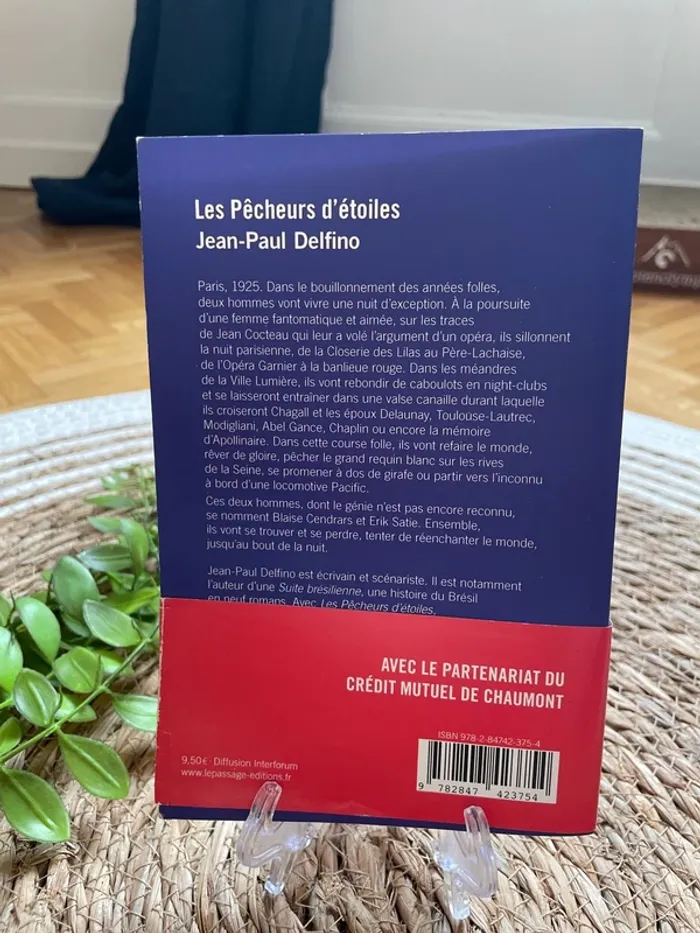 Les Pêcheurs d'étoiles
Jean-Paul Delfino
Paris, 1925. Dans le bouillonnement des années folles,
deux hommes vont vivre une nuit d'exception. À la poursuite
d'une femme fantomatique et aimée, sur les traces
de Jean Cocteau qui leur a volé l'argument d'un opéra, ils sillonnent
la nuit parisienne, de la Closerie des Lilas au Père-Lachaise,
de l'Opéra Garnier à la banlieue rouge. Dans les méandres
de la Ville Lumière, ils vont rebondir de caboulots en night-clubs
et se laisseront entraîner dans une valse canaille durant laquelle
ils croiseront Chagall et les époux Delaunay, Toulouse-Lautrec,
Modigliani, Abel Gance, Chaplin ou encore la mémoire
d'Apollinaire. Dans cette course folle, ils vont refaire le monde,
rêver de gloire, pêcher le grand requin blanc sur les rives
de la Seine, se promener à dos de girafe ou partir vers l'inconnu
à bord d'une locomotive Pacific.
Ces deux hommes, dont le génie n'est pas encore reconnu,
se nomment Blaise Cendrars et Erik Satie. Ensemble,
ils vont se trouver et se perdre, tenter de réenchanter le monde,
jusqu'au bout de la nuit.
Jean-Paul Delfino est écrivain et scénariste. Il est notamment
l'auteur d'une Suite brésilienne, une histoire du Brésil
en neuf romans. Avec Les Pêcheurs d'étoiles,
AVEC LE PARTENARIAT DU
CRÉDIT MUTUEL DE CHAUMONT
ISBN 978-2-84742-375-4
9,50€ · Diffusion Interforum
www.lepassage-editions.fr
9 782847 423754